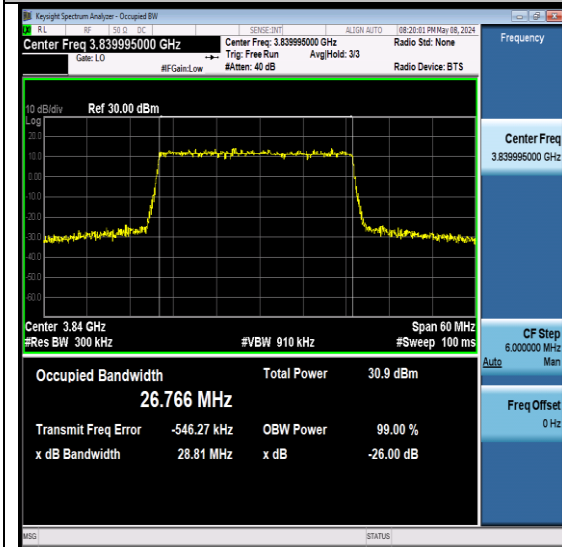 Keysight Spectrum Analyzer - Occupied BW
RL RF 50 Ω DC SENSE:INT ALIGN AUTO 08:20:01 PM May 08, 2024
Center Freq 3.839995000 GHz Center Freq: 3.839995000 GHz Radio Std: None
Gate: LO Trig: Free Run Avg|Hold: 3/3
#IFGain:Low #Atten: 40 dB Radio Device: BTS
10 dB/div Ref 30.00 dBm
Log
20.0
10.0
0.00
-10.0
-20.0
-30.0
-40.0
-50.0
-60.0
Center 3.84 GHz Span 60 MHz
#Res BW 300 kHz #VBW 910 kHz #Sweep 100 ms
Occupied Bandwidth Total Power 30.9 dBm
26.766 MHz
Transmit Freq Error -546.27 kHz OBW Power 99.00 %
x dB Bandwidth 28.81 MHz x dB -26.00 dB
MSG STATUS
Frequency
Center Freq
3.839995000 GHz
CF Step
6.000000 MHz
Auto Man
Freq Offset
0 Hz